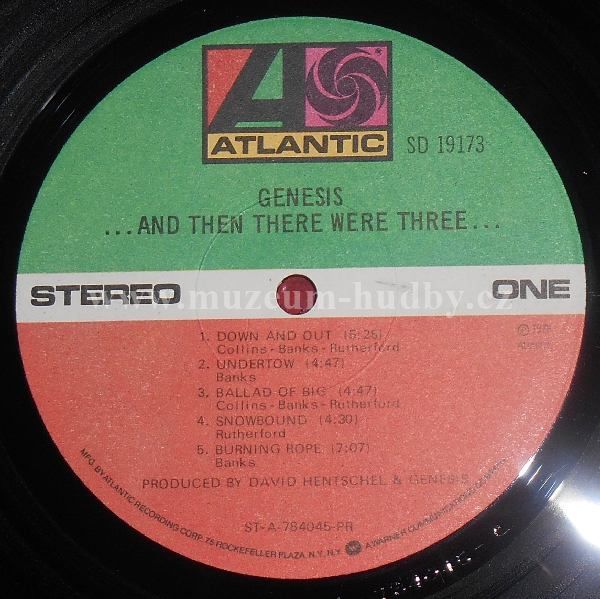 ATLANTIC
SD 19173
GENESIS
...AND THEN THERE WERE THREE...
STEREO
ONE
www.muzeum-hudby.cz
1. DOWN AND OUT (5:26)
Collins-Banks-Rutherford
2. UNDERTOW (4:47)
Banks
3. BALLAD OF BIG (4:47)
Collins-Banks-Rutherford
4. SNOWBOUND (4:30)
Rutherford
5. BURNING ROPE (7:07)
Banks
PRODUCED BY DAVID HENTSCHEL & GENESIS
ST-A-784045-PR
MFG. BY ATLANTIC RECORDING CORP. 75 ROCKEFELLER PLAZA, N.Y., N.Y.
A WARNER COMMUNICATIONS